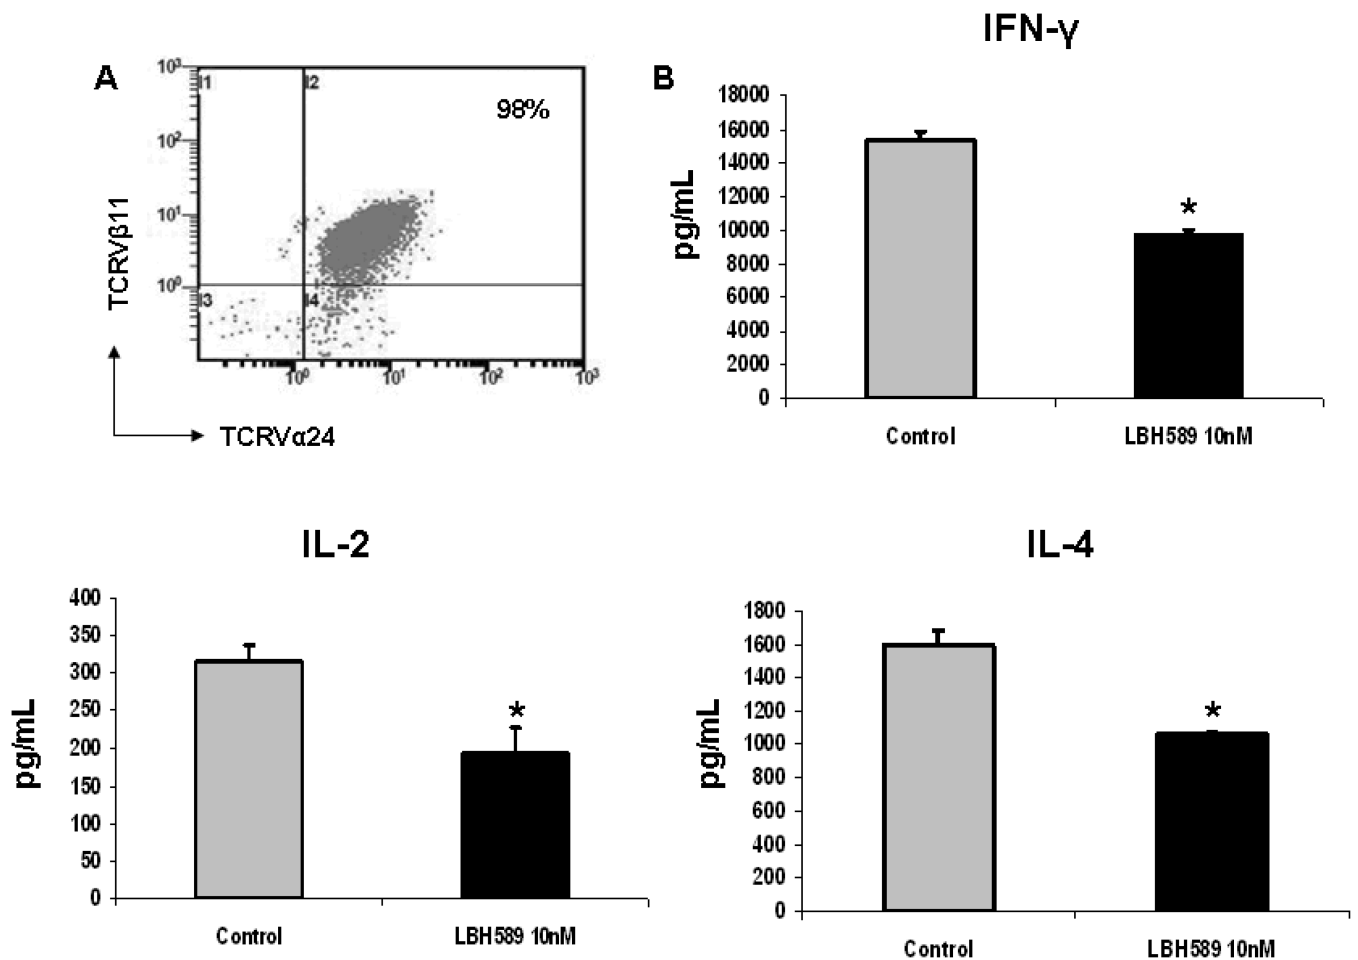 A
10³
10²
10¹
10⁰
I1
I2
I3
I4
98%
10⁰
10¹
10²
10³
TCRVβ11
TCRVα24
B
IFN-γ
pg/mL
18000
16000
14000
12000
10000
8000
6000
4000
2000
0
*
Control
LBH589 10nM
IL-2
pg/mL
400
350
300
250
200
150
100
50
0
*
Control
LBH589 10nM
IL-4
pg/mL
1800
1600
1400
1200
1000
800
600
400
200
0
*
Control
LBH589 10nM